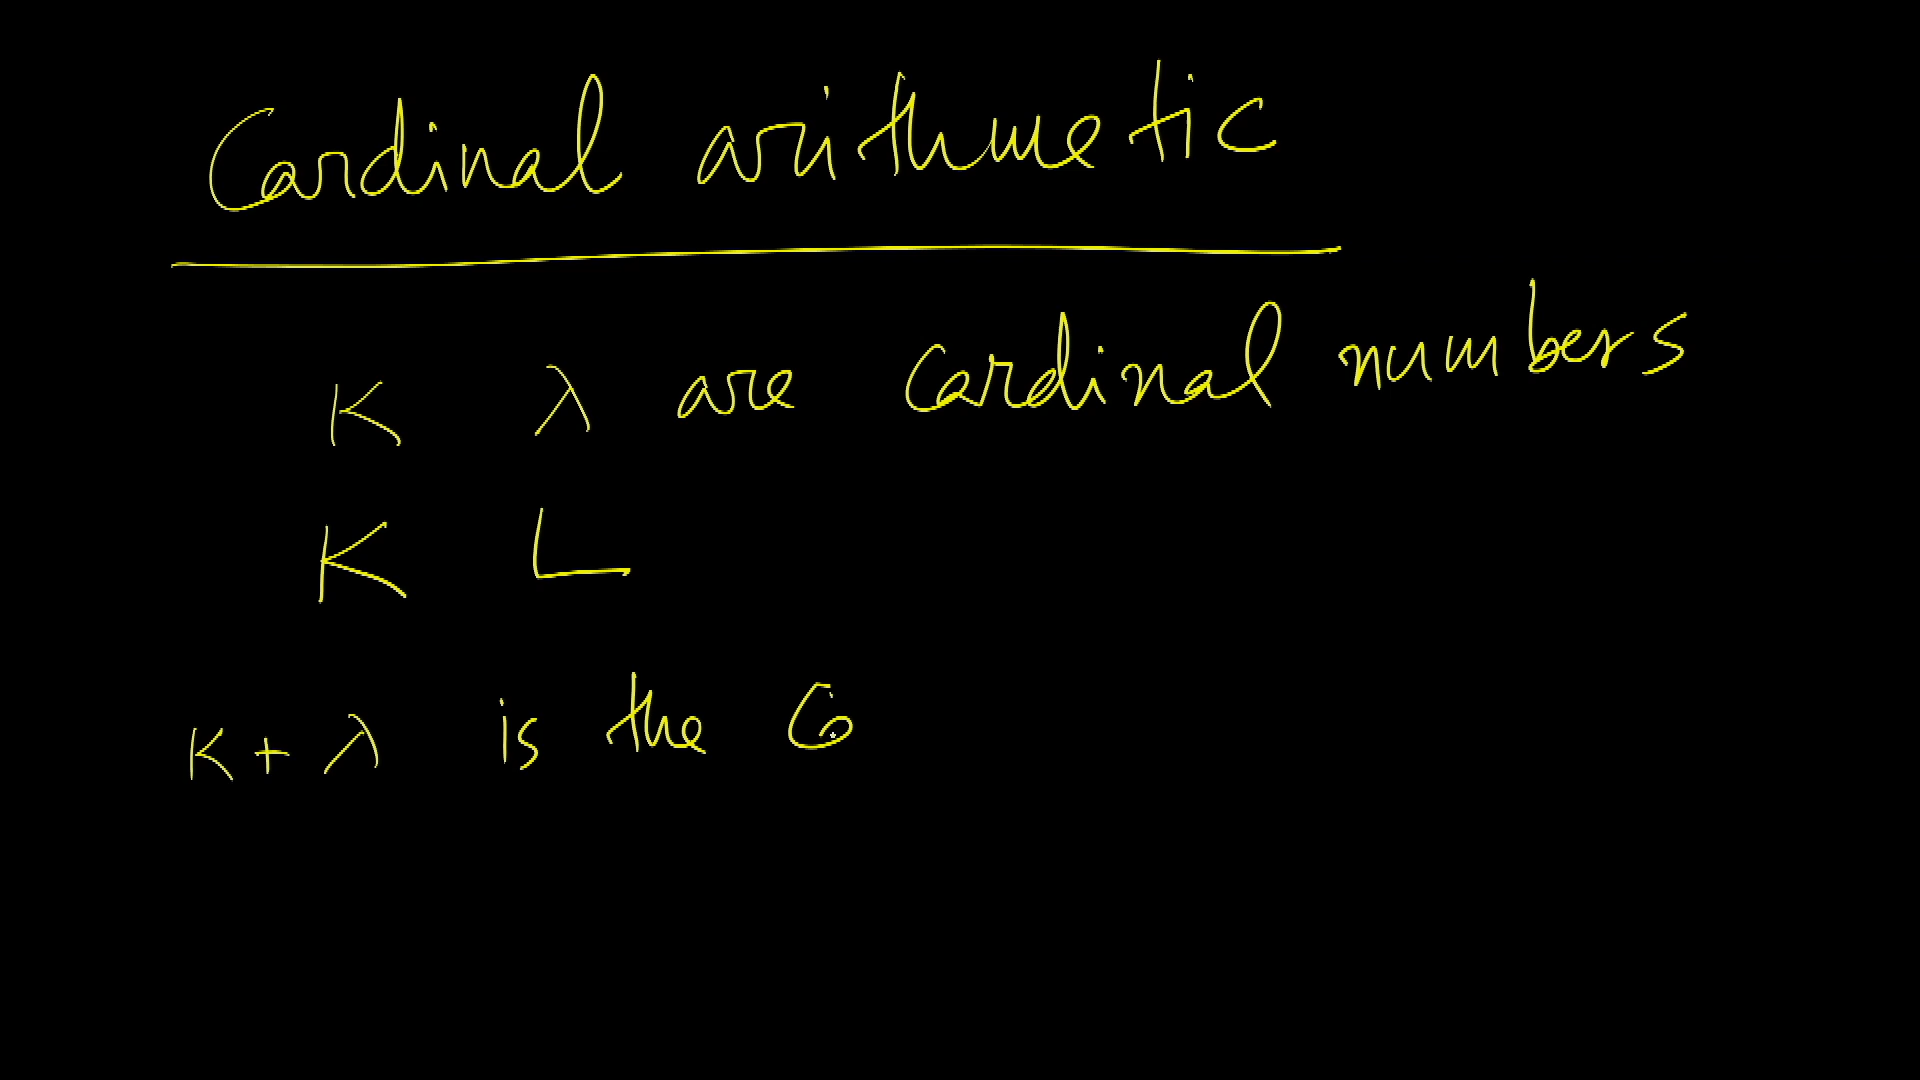 Cardinal arithmetic
κ λ are cardinal numbers
K L
κ + λ is the